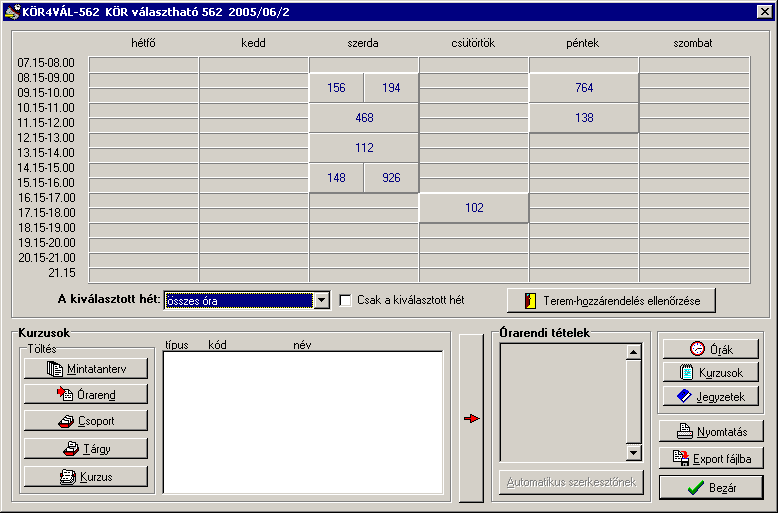 KÖR4VÁL-562 KÖR választható 562 2005/06/2
hétfő kedd szerda csütörtök péntek szombat
07.15-08.00
08.15-09.00
09.15-10.00
156 194 764
10.15-11.00
11.15-12.00
468 138
12.15-13.00
13.15-14.00
112
14.15-15.00
15.15-16.00
148 926
16.15-17.00
17.15-18.00
102
18.15-19.00
19.15-20.00
20.15-21.00
21.15
A kiválasztott hét: összes óra Csak a kiválasztott hét Terem-hozzárendelés ellenőrzése
Kurzusok
Töltés
Mintatanterv
Órarend
Csoport
Tárgy
Kurzus
típus kód név
Órarendi tételek
Automatikus szerkesztőnek
Órák
Kurzusok
Jegyzetek
Nyomtatás
Export fájlba
Bezár